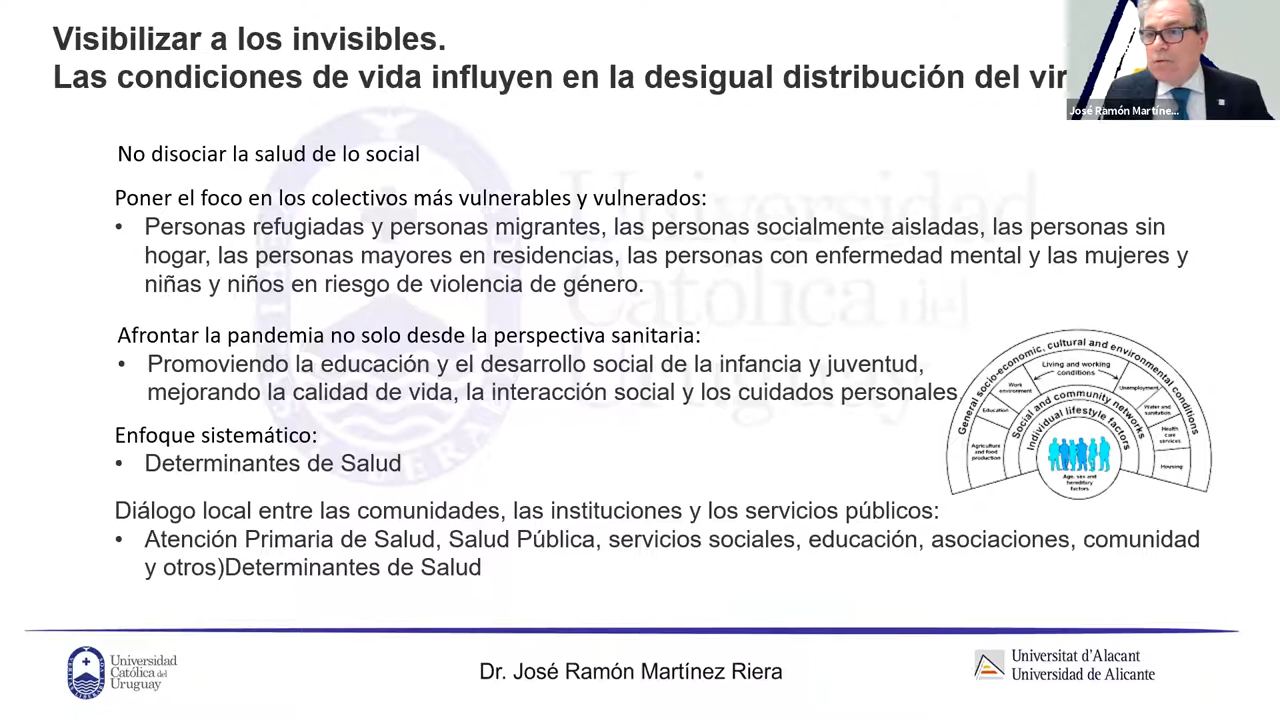 Visibilizar a los invisibles.
Las condiciones de vida influyen en la desigual distribución del vir
José Ramón Martíne...
No disociar la salud de lo social
Poner el foco en los colectivos más vulnerables y vulnerados:
• Personas refugiadas y personas migrantes, las personas socialmente aisladas, las personas sin
hogar, las personas mayores en residencias, las personas con enfermedad mental y las mujeres y
niñas y niños en riesgo de violencia de género.
Afrontar la pandemia no solo desde la perspectiva sanitaria:
• Promoviendo la educación y el desarrollo social de la infancia y juventud,
mejorando la calidad de vida, la interacción social y los cuidados personales.
Enfoque sistemático:
• Determinantes de Salud
General socio-economic, cultural and environmental conditions
Living and working
conditions
Work
environment
Unemployment
Education
Water and
sanitation
Social and community networks
Individual lifestyle factors
Agriculture
and food
production
Health
care
services
Housing
Age, sex and
hereditary
factors
Diálogo local entre las comunidades, las instituciones y los servicios públicos:
• Atención Primaria de Salud, Salud Pública, servicios sociales, educación, asociaciones, comunidad
y otros)Determinantes de Salud
Universidad
Católica del
Uruguay
Dr. José Ramón Martínez Riera
Universitat d'Alacant
Universidad de Alicante
Universidad
Católica del
Uruguay